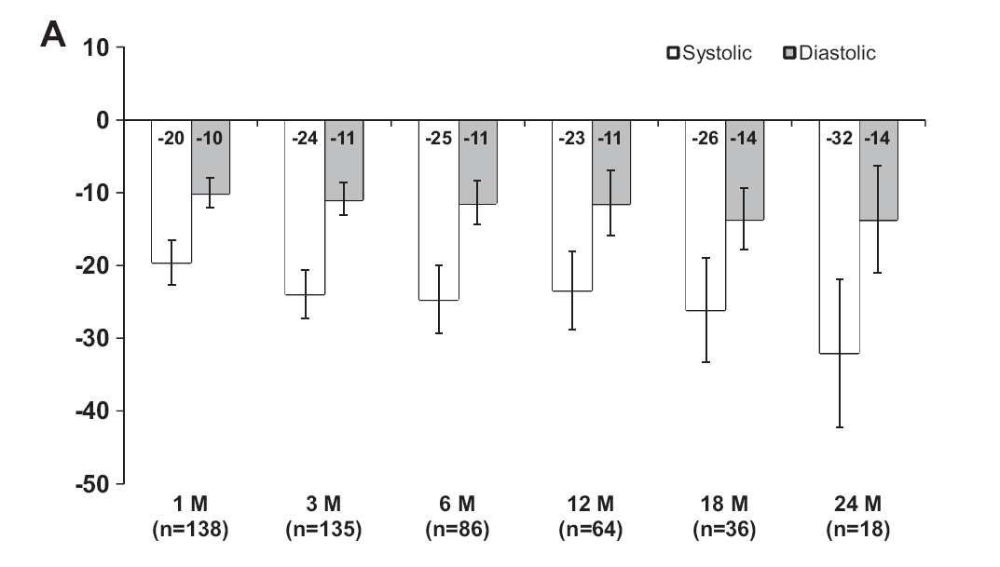 A
10
Systolic Diastolic
0
-20 -10 -24 -11 -25 -11 -23 -11 -26 -14 -32 -14
-10
-20
-30
-40
-50
1 M 3 M 6 M 12 M 18 M 24 M
(n=138) (n=135) (n=86) (n=64) (n=36) (n=18)